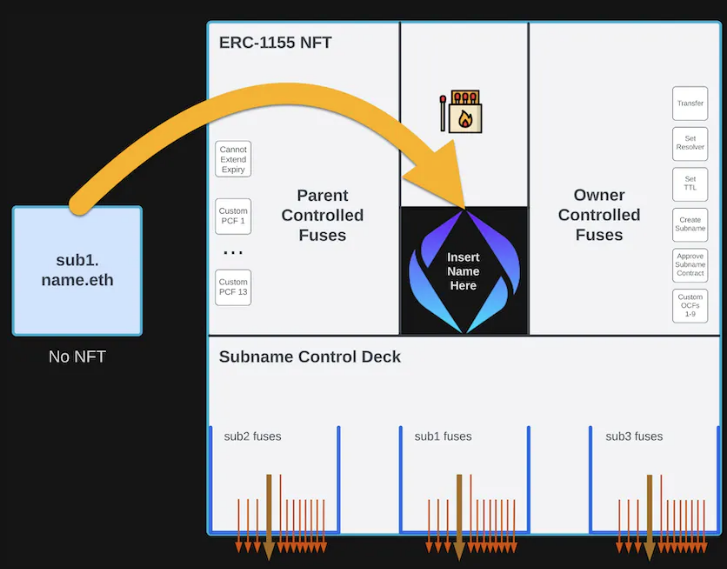 ERC-1155 NFT
Cannot
Extend
Expiry
Custom
PCF 1
...
Custom
PCF 13
Parent
Controlled
Fuses
Insert
Name
Here
Owner
Controlled
Fuses
Transfer
Set
Resolver
Set
TTL
Create
Subname
Approve
Subname
Contract
Custom
OCFs
1-9
sub1.
name.eth
No NFT
Subname Control Deck
sub2 fuses
sub1 fuses
sub3 fuses